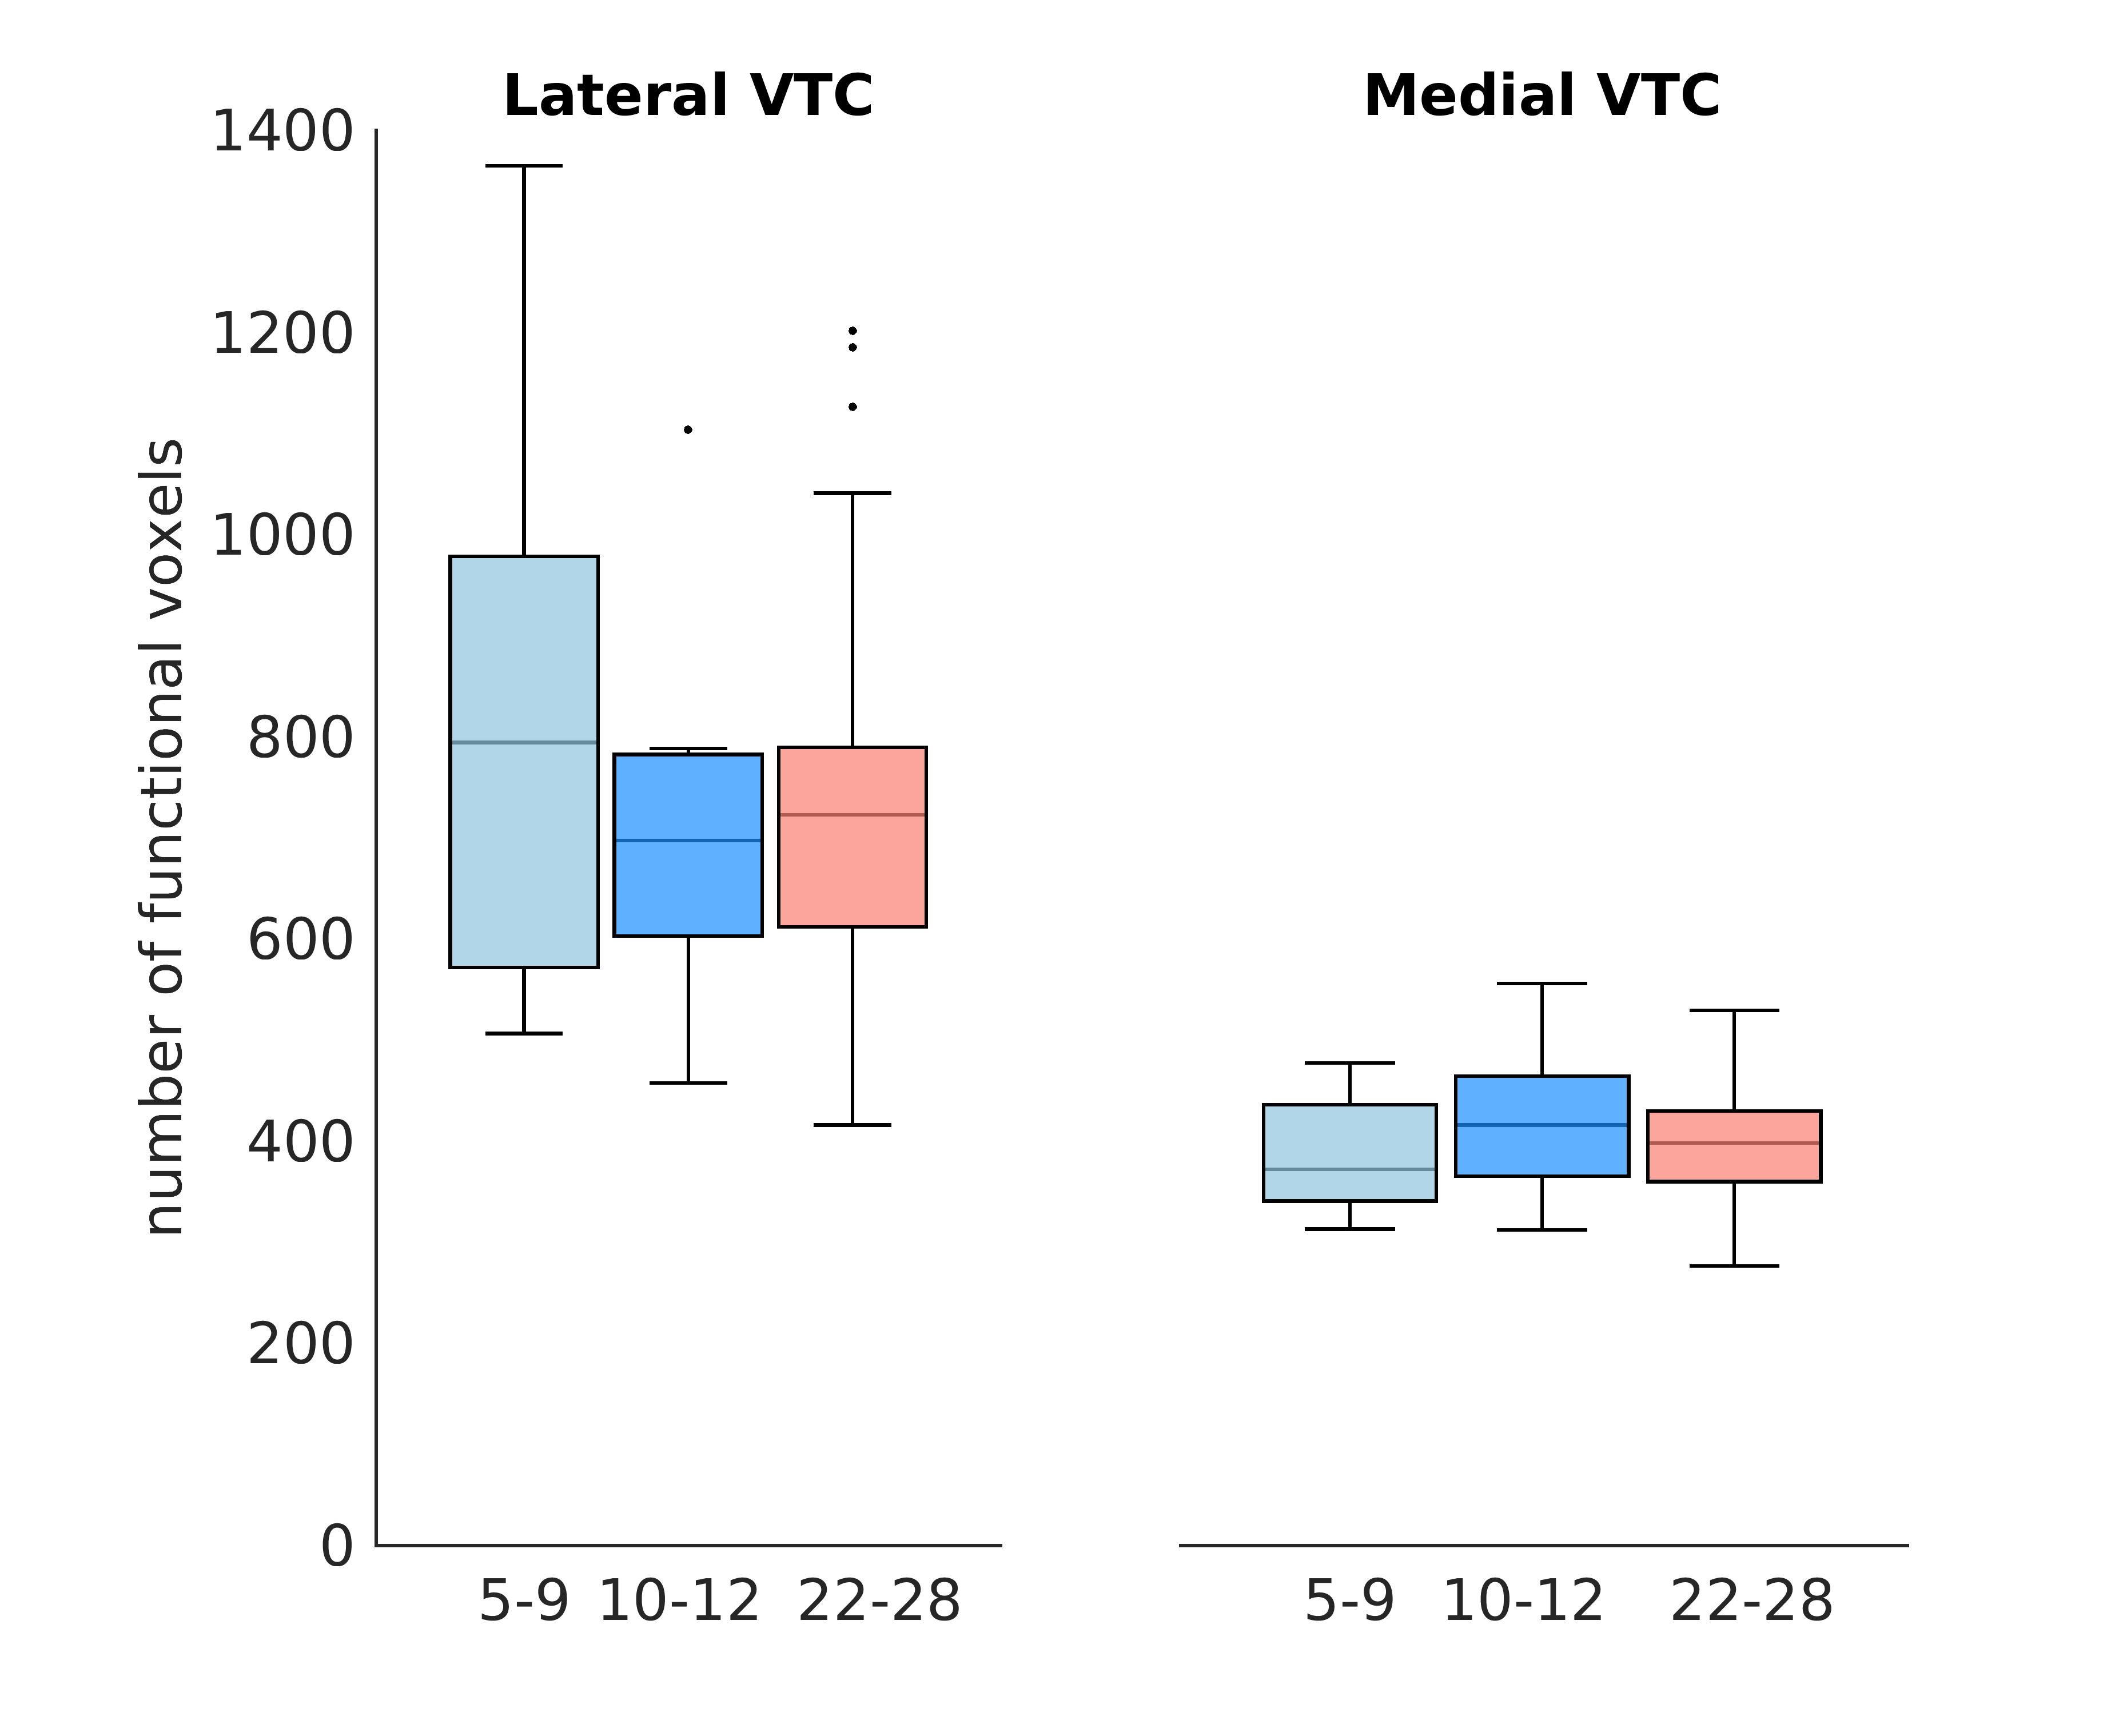 Lateral VTC
Medial VTC
number of functional voxels
1400
1200
1000
800
600
400
200
0
5-9 10-12 22-28
5-9 10-12 22-28